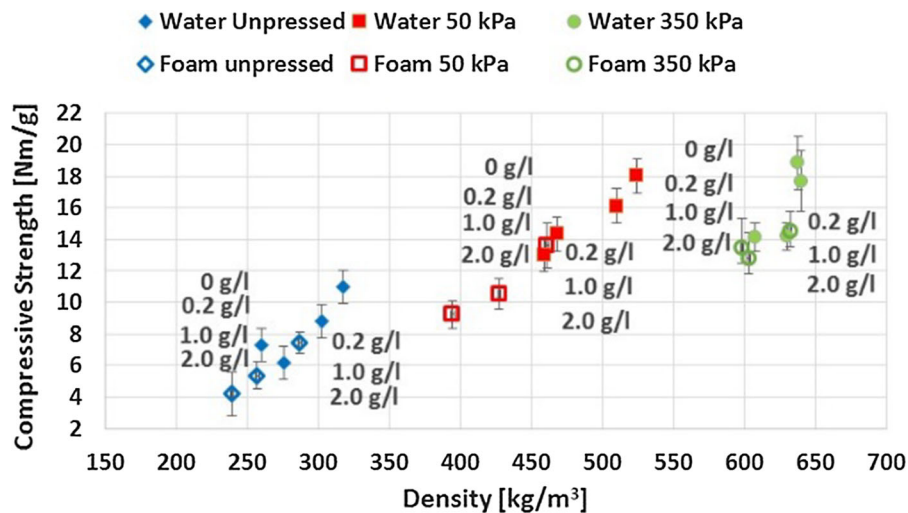 Water Unpressed Water 50 kPa Water 350 kPa
Foam unpressed Foam 50 kPa Foam 350 kPa
Compressive Strength [Nm/g]
22
20
18
16
14
12
10
8
6
4
2
0 g/l
0.2 g/l
1.0 g/l
2.0 g/l
0.2 g/l
1.0 g/l
2.0 g/l
0 g/l
0.2 g/l
1.0 g/l
2.0 g/l
0.2 g/l
1.0 g/l
2.0 g/l
0 g/l
0.2 g/l
1.0 g/l
2.0 g/l
0.2 g/l
1.0 g/l
2.0 g/l
150 200 250 300 350 400 450 500 550 600 650 700
Density [kg/m³]